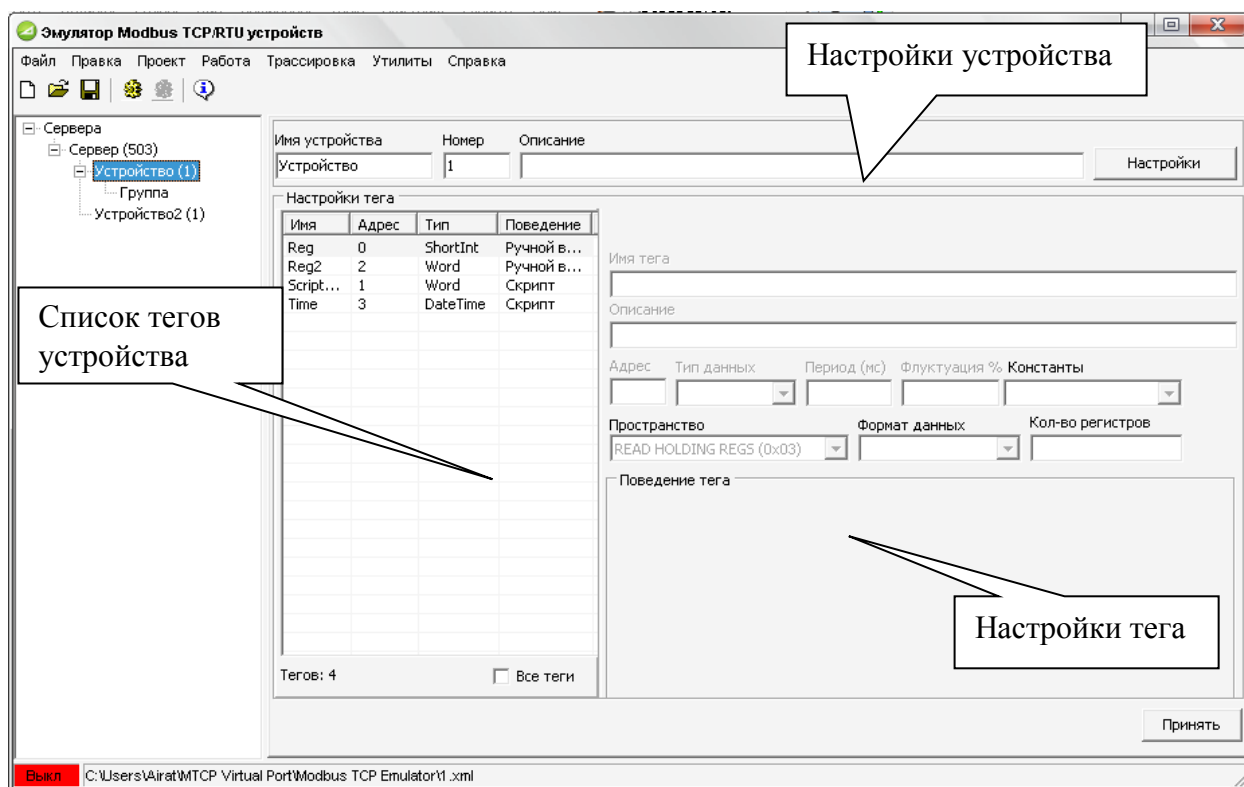 Эмулятор Modbus TCP/RTU устройств
Файл Правка Проект Работа Трассировка Утилиты Справка
Настройки устройства
Сервера
Сервер (503)
Устройство (1)
Группа
Устройство2 (1)
Имя устройства Номер Описание
Устройство 1 Настройки
Настройки тега
Имя Адрес Тип Поведение
Reg 0 ShortInt Ручной в...
Reg2 2 Word Ручной в...
Script... 1 Word Скрипт
Time 3 DateTime Скрипт
Список тегов
устройства
Имя тега
Описание
Адрес Тип данных Период (мс) Флуктуация % Константы
Пространство Формат данных Кол-во регистров
READ HOLDING REGS (0x03)
Поведение тега
Настройки тега
Тегов: 4 Все теги
Принять
Выкл C:\Users\Airat\MTCP Virtual Port\Modbus TCP Emulator\1.xml